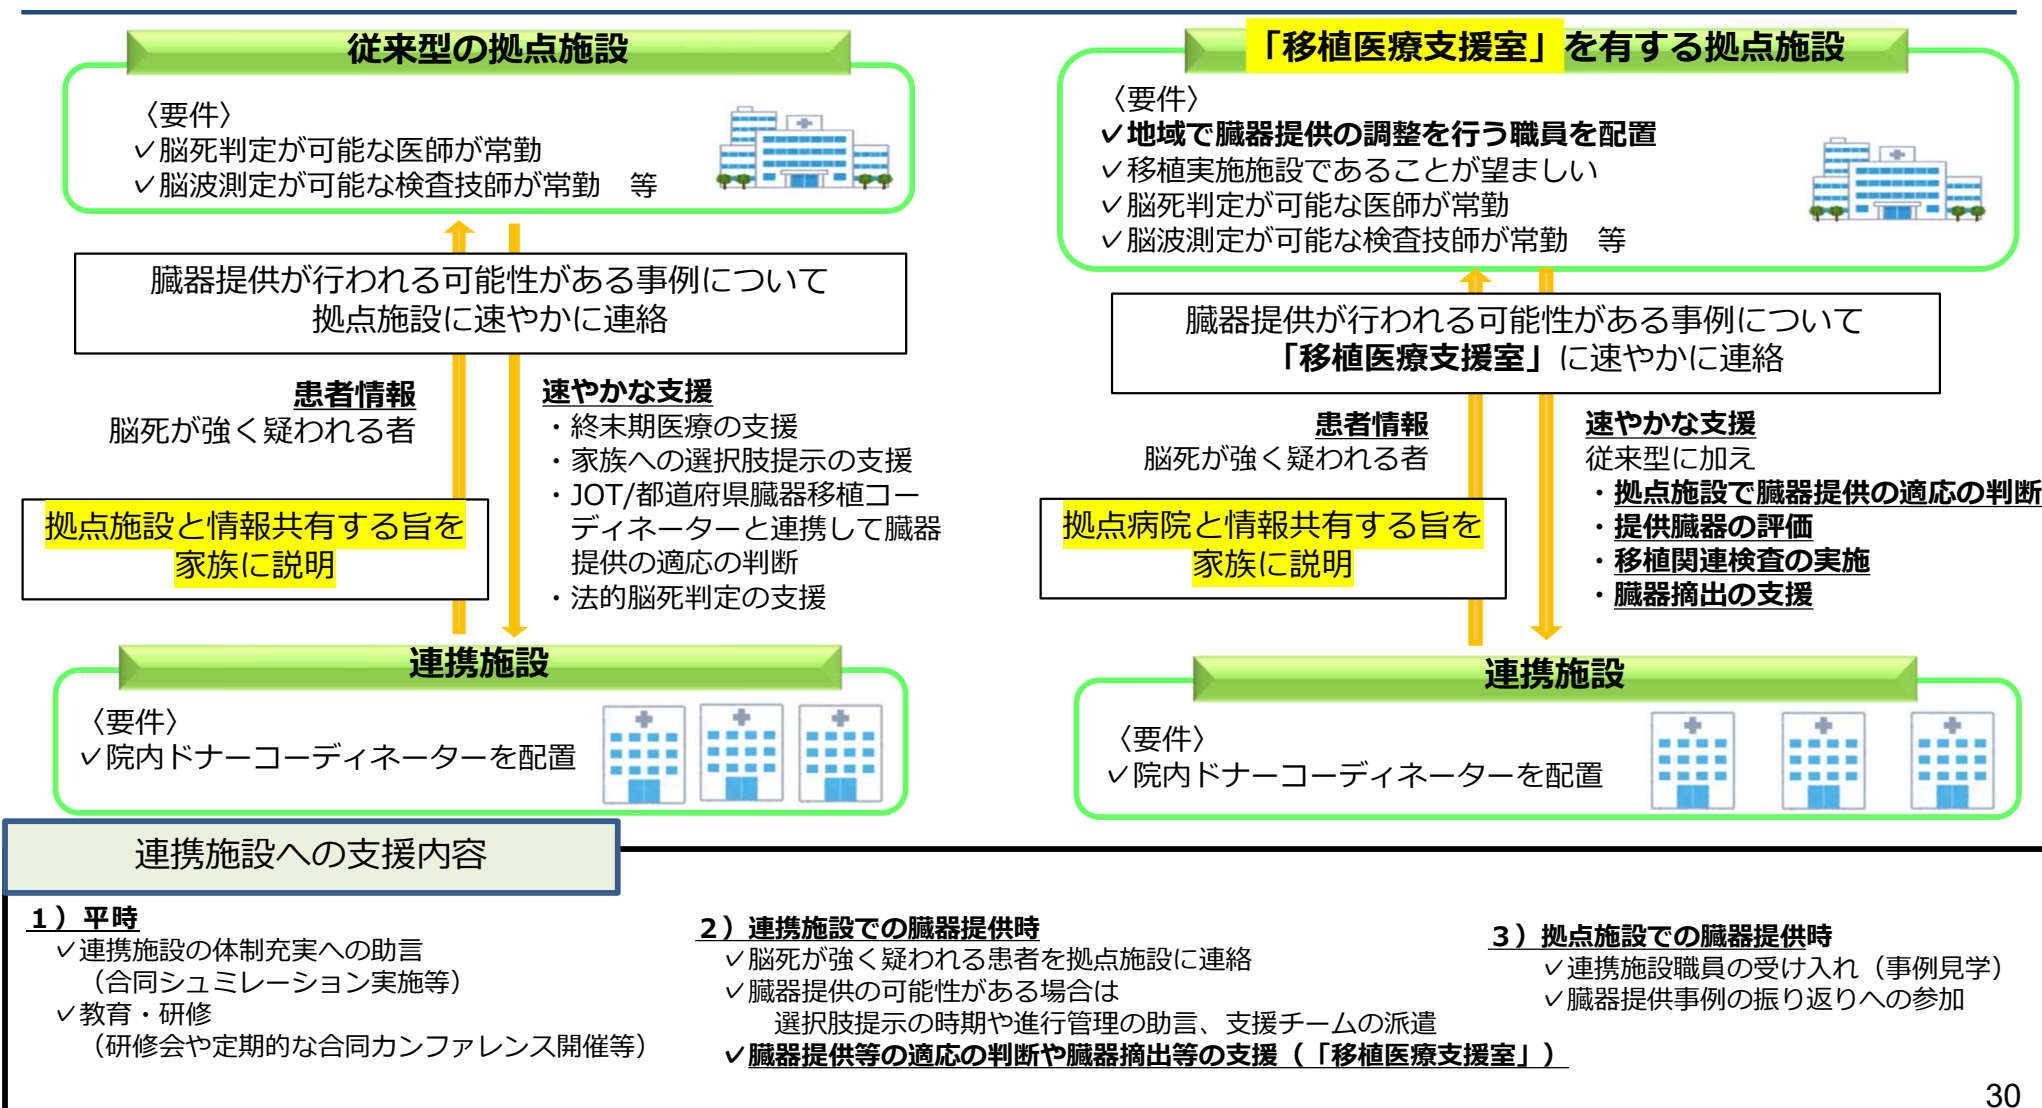 従来型の拠点施設
〈要件〉
✓脳死判定が可能な医師が常勤
✓脳波測定が可能な検査技師が常勤　等
臓器提供が行われる可能性がある事例について
拠点施設に速やかに連絡
患者情報
脳死が強く疑われる者
速やかな支援
・終末期医療の支援
・家族への選択肢提示の支援
・JOT/都道府県臓器移植コー
ディネーターと連携して臓器
提供の適応の判断
・法的脳死判定の支援
拠点施設と情報共有する旨を
家族に説明
連携施設
〈要件〉
✓院内ドナーコーディネーターを配置
「移植医療支援室」を有する拠点施設
〈要件〉
✓地域で臓器提供の調整を行う職員を配置
✓移植実施施設であることが望ましい
✓脳死判定が可能な医師が常勤
✓脳波測定が可能な検査技師が常勤　等
臓器提供が行われる可能性がある事例について
「移植医療支援室」に速やかに連絡
患者情報
脳死が強く疑われる者
速やかな支援
従来型に加え
・拠点施設で臓器提供の適応の判断
・提供臓器の評価
・移植関連検査の実施
・臓器摘出の支援
拠点病院と情報共有する旨を
家族に説明
連携施設
〈要件〉
✓院内ドナーコーディネーターを配置
連携施設への支援内容
１）平時
✓連携施設の体制充実への助言
（合同シュミレーション実施等）
✓教育・研修
（研修会や定期的な合同カンファレンス開催等）
２）連携施設での臓器提供時
✓脳死が強く疑われる患者を拠点施設に連絡
✓臓器提供の可能性がある場合は
選択肢提示の時期や進行管理の助言、支援チームの派遣
✓臓器提供等の適応の判断や臓器摘出等の支援（「移植医療支援室」）
３）拠点施設での臓器提供時
✓連携施設職員の受け入れ（事例見学）
✓臓器提供事例の振り返りへの参加
30